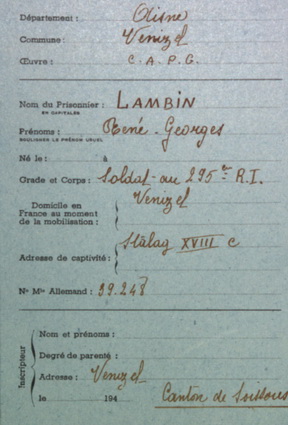 Département : Aisne
Commune : Venizel
Œuvre : C. A. P. G.
Nom du Prisonnier : LAMBIN
EN CAPITALES
Prénoms : René-Georges
SOULIGNER LE PRÉNOM USUEL
Né le : à
Grade et Corps : Soldat au 295e R.I.
Domicile en France au moment de la mobilisation : Venizel
Adresse de captivité : Stalag XVIII c
No Mle Allemand : 39.248
Inscripteur
Nom et prénoms :
Degré de parenté :
Adresse : Venizel
le 194
Canton de Soissons